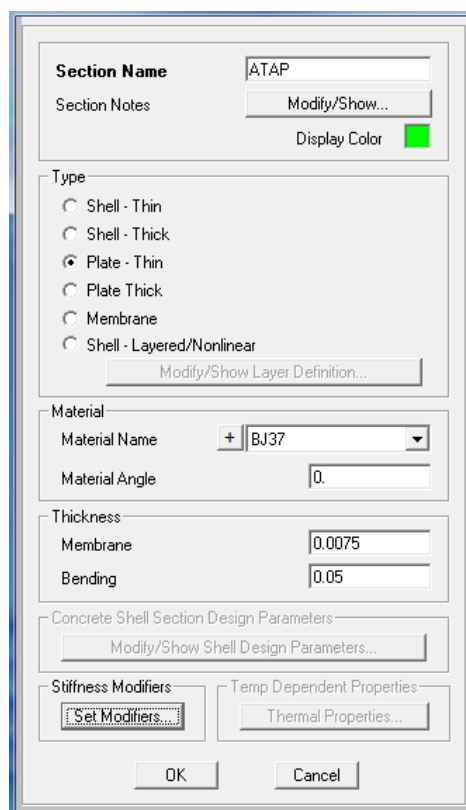 Section Name ATAP
Section Notes Modify/Show...
Display Color
Type
Shell - Thin
Shell - Thick
Plate - Thin
Plate Thick
Membrane
Shell - Layered/Nonlinear
Modify/Show Layer Definition...
Material
Material Name + BJ37
Material Angle 0.
Thickness
Membrane 0.0075
Bending 0.05
Concrete Shell Section Design Parameters
Modify/Show Shell Design Parameters...
Stiffness Modifiers Temp Dependent Properties
Set Modifiers... Thermal Properties...
OK Cancel